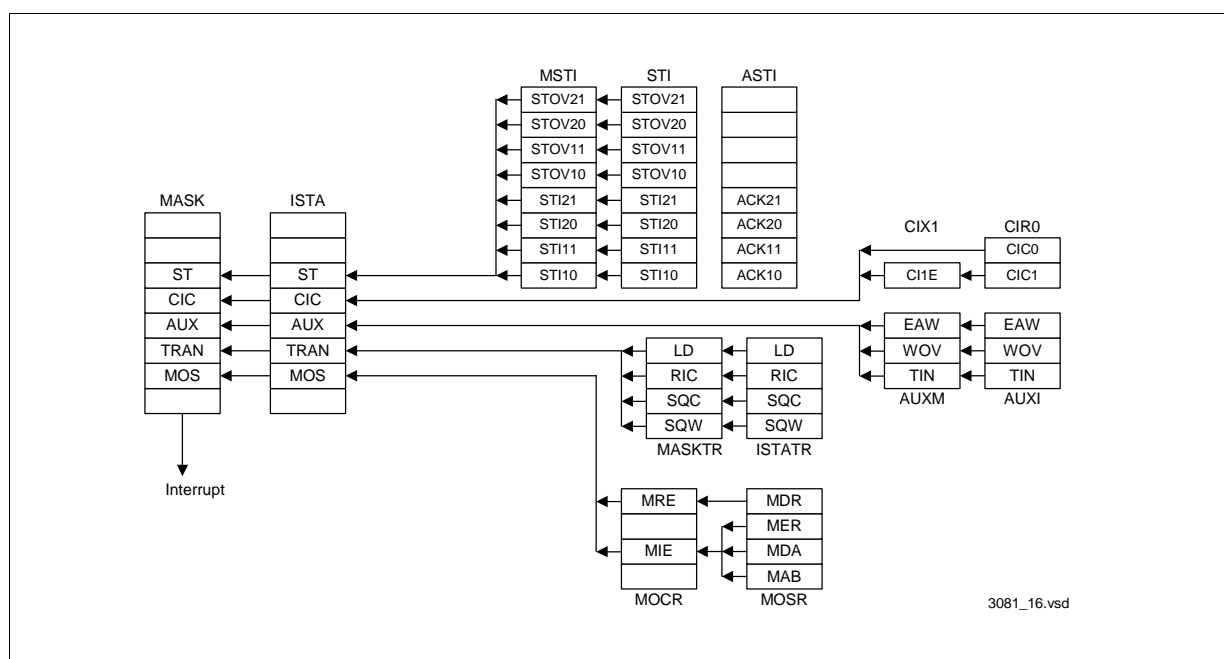 MSTI STI ASTI
STOV21 STOV21
STOV20 STOV20
STOV11 STOV11
STOV10 STOV10
MASK ISTA STI21 STI21 ACK21
STI20 STI20 ACK20 CIX1 CIR0
STI11 STI11 ACK11 CIC0
ST ST STI10 STI10 ACK10 CI1E CIC1
CIC CIC
AUX AUX EAW EAW
TRAN TRAN LD LD WOV WOV
MOS MOS RIC RIC TIN TIN
SQC SQC AUXM AUXI
SQW SQW
MASKTR ISTATR
Interrupt
MRE MDR
MER
MIE MDA
MAB
MOCR MOSR
3081_16.vsd